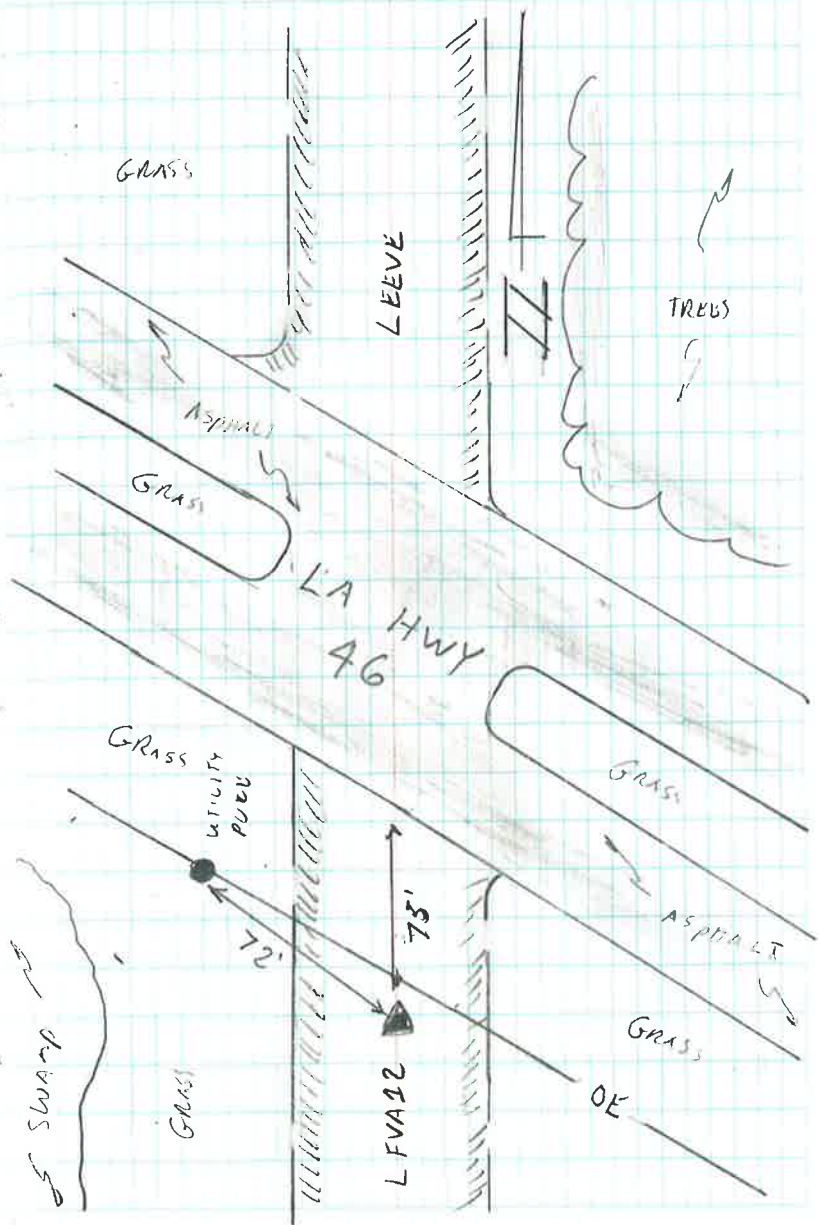 GRASS
LEEVE
N
TREES
ASPHALT
GRASS
LA HWY
46
GRASS
UTILITY
POLE
GRASS
72'
75'
ASPHALT
SWAMP
GRASS
LFVA12
GRASS
OE